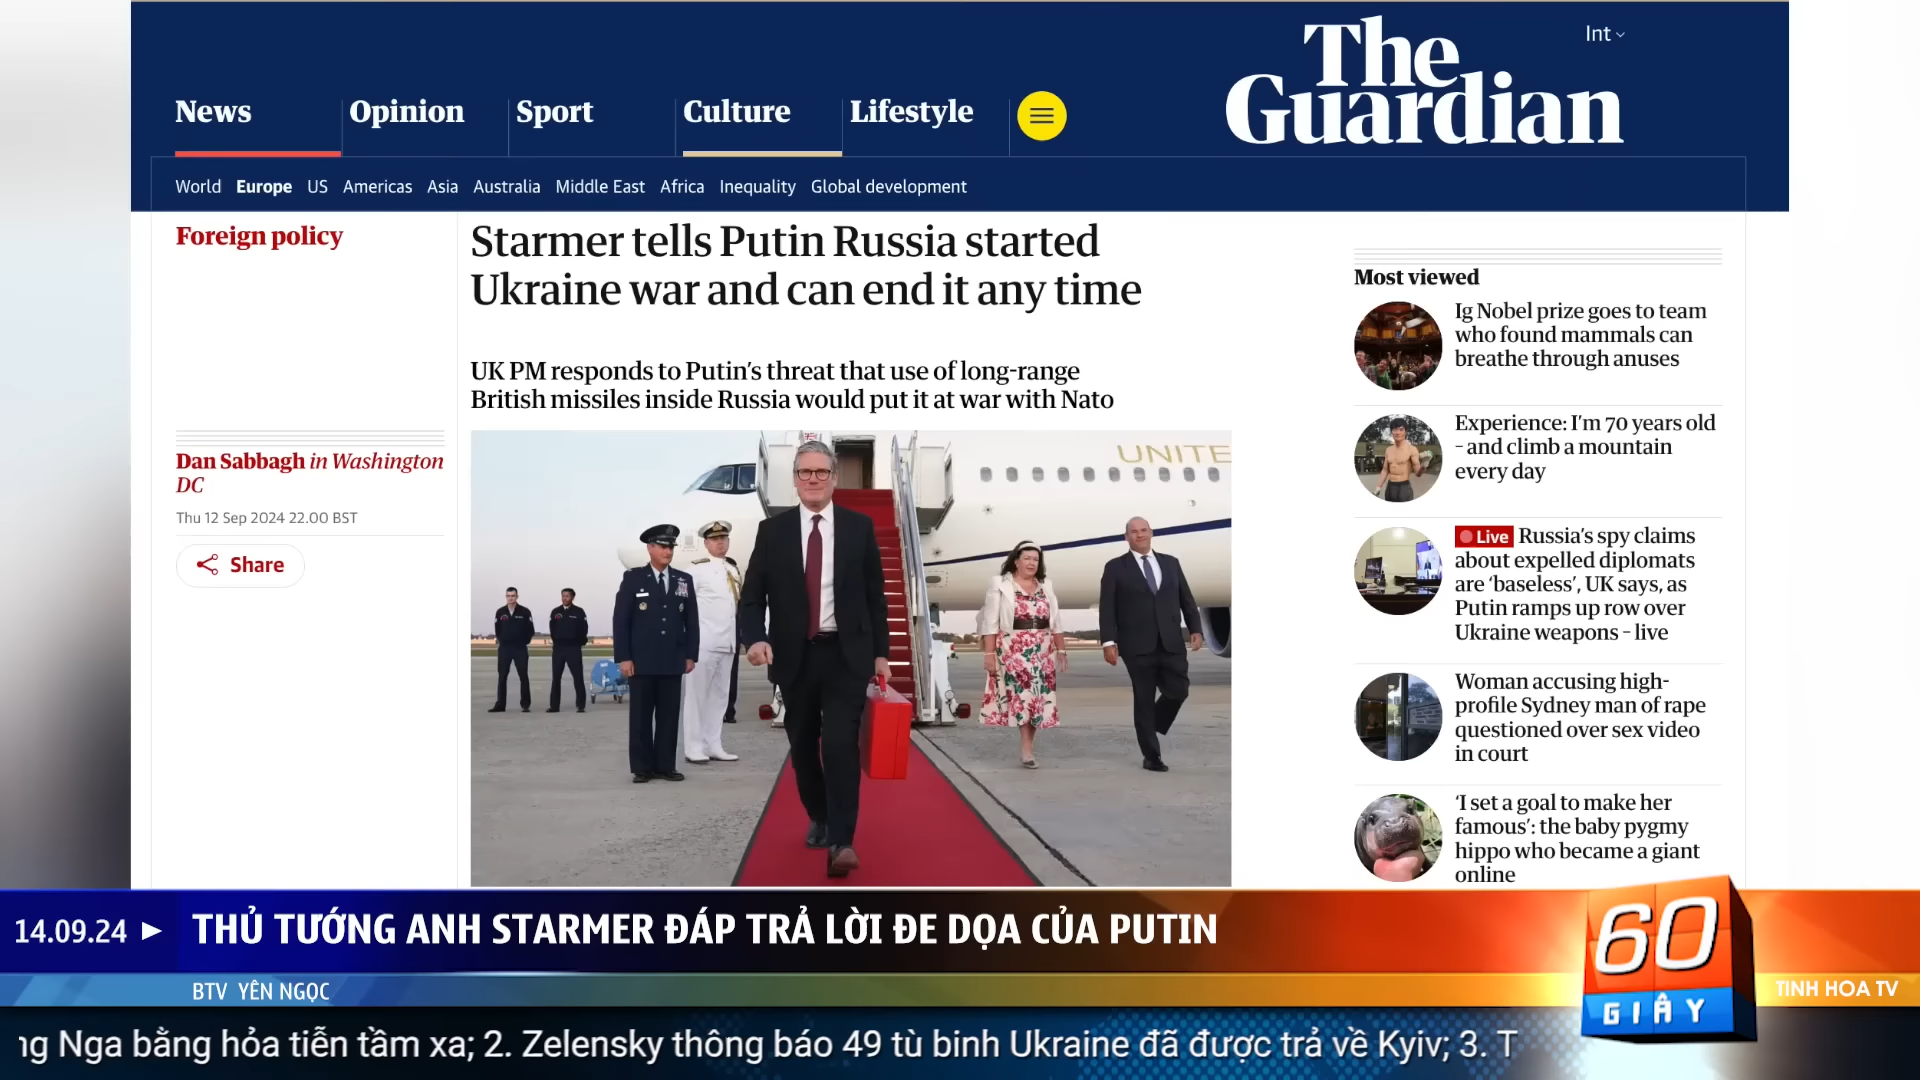 The
Guardian
Int
News
Opinion
Sport
Culture
Lifestyle
World Europe US Americas Asia Australia Middle East Africa Inequality Global development
Foreign policy
Starmer tells Putin Russia started
Ukraine war and can end it any time
UK PM responds to Putin's threat that use of long-range
British missiles inside Russia would put it at war with Nato
Dan Sabbagh in Washington
DC
Thu 12 Sep 2024 22.00 BST
Share
UNITE
Most viewed
Ig Nobel prize goes to team
who found mammals can
breathe through anuses
Experience: I'm 70 years old
– and climb a mountain
every day
Live Russia's spy claims
about expelled diplomats
are 'baseless', UK says, as
Putin ramps up row over
Ukraine weapons – live
Woman accusing high-
profile Sydney man of rape
questioned over sex video
in court
'I set a goal to make her
famous': the baby pygmy
hippo who became a giant
online
14.09.24
THỦ TƯỚNG ANH STARMER ĐÁP TRẢ LỜI ĐE DỌA CỦA PUTIN
BTV YÊN NGỌC
60
GIÂY
TINH HOA TV
ng Nga bằng hỏa tiễn tầm xa; 2. Zelensky thông báo 49 tù binh Ukraine đã được trả về Kyiv; 3. T